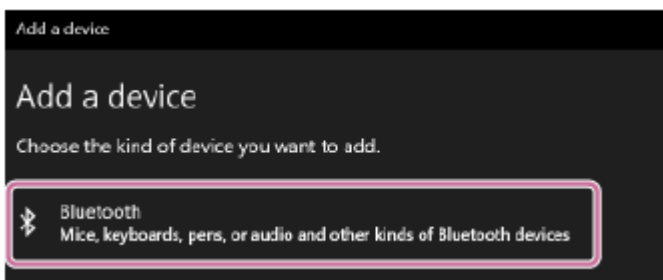 Add a device
Add a device
Choose the kind of device you want to add.
Bluetooth
Mice, keyboards, pens, or audio and other kinds of Bluetooth devices